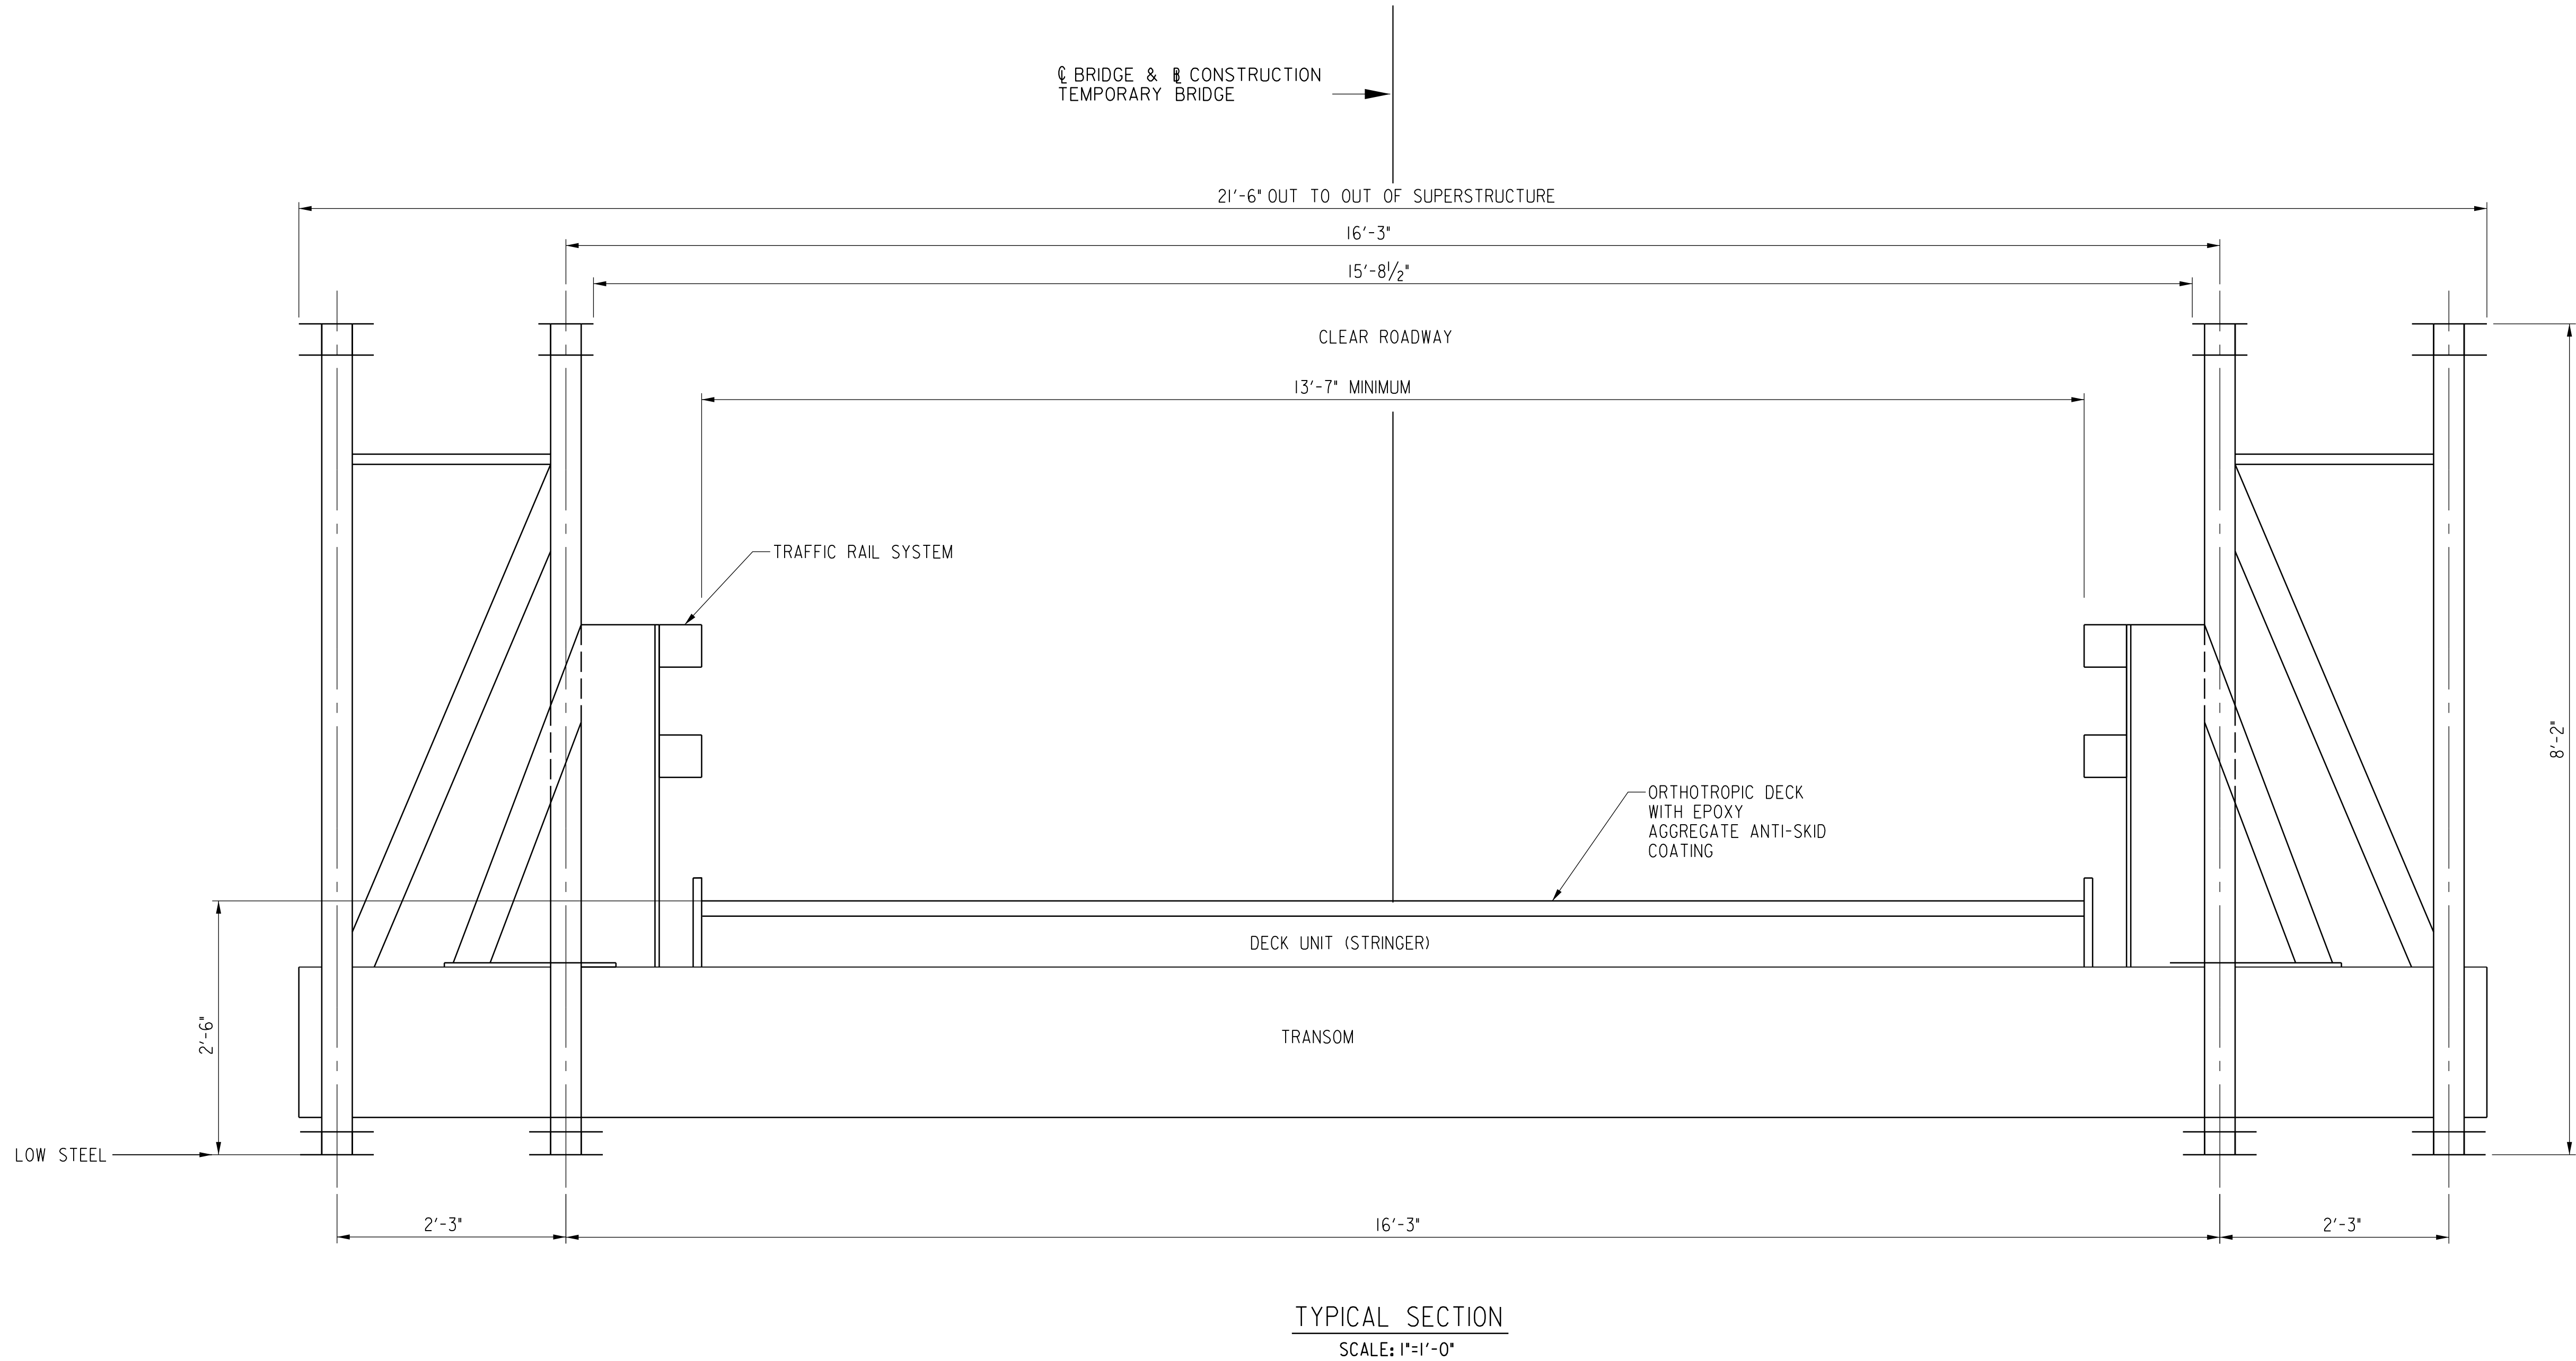 ℄ BRIDGE & ⅊ CONSTRUCTION
TEMPORARY BRIDGE
21'-6" OUT TO OUT OF SUPERSTRUCTURE
16'-3"
15'-8½"
CLEAR ROADWAY
13'-7" MINIMUM
TRAFFIC RAIL SYSTEM
8'-2"
ORTHOTROPIC DECK
WITH EPOXY
AGGREGATE ANTI-SKID
COATING
DECK UNIT (STRINGER)
2'-6"
TRANSOM
LOW STEEL
2'-3"
16'-3"
2'-3"
TYPICAL SECTION
SCALE: 1"=1'-0"